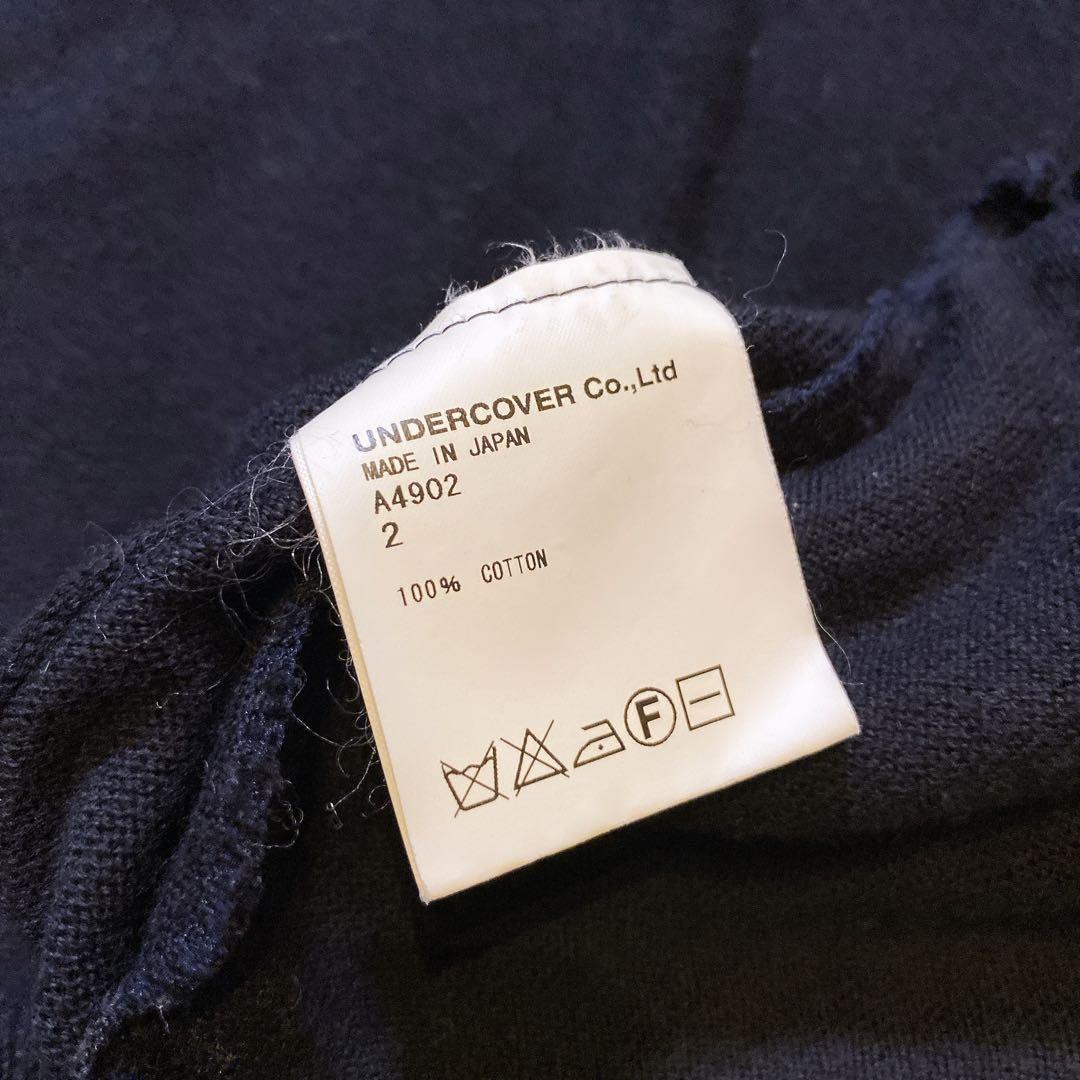 UNDERCOVER Co.,Ltd
MADE IN JAPAN
A4902
2
100% COTTON
F